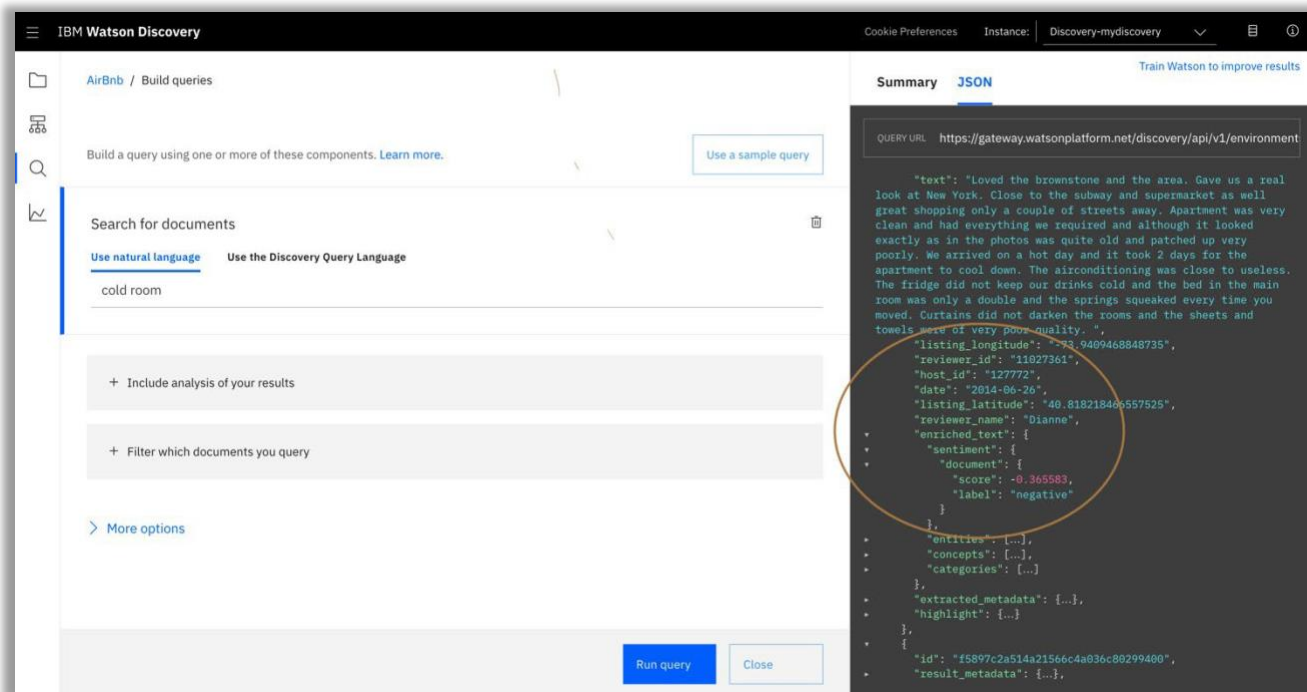 IBM Watson Discovery
Cookie Preferences
Instance:
Discovery-mydiscovery
AirBnb / Build queries
Build a query using one or more of these components. Learn more.
Use a sample query
Search for documents
Use natural language
Use the Discovery Query Language
cold room
+ Include analysis of your results
+ Filter which documents you query
> More options
Run query
Close
Train Watson to improve results
Summary
JSON
QUERY URL https://gateway.watsonplatform.net/discovery/api/v1/environment
"text": "Loved the brownstone and the area. Gave us a real
look at New York. Close to the subway and supermarket as well
great shopping only a couple of streets away. Apartment was very
clean and had everything we required and although it looked
exactly as in the photos was quite old and patched up very
poorly. We arrived on a hot day and it took 2 days for the
apartment to cool down. The airconditioning was close to useless.
The fridge did not keep our drinks cold and the bed in the main
room was only a double and the springs squeaked every time you
moved. Curtains did not darken the rooms and the sheets and
towels were of very poor quality. ",
"listing_longitude": "-73.9409468848735",
"reviewer_id": "11027361",
"host_id": "127772",
"date": "2014-06-26",
"listing_latitude": "40.818218466557525",
"reviewer_name": "Dianne",
"enriched_text": {
"sentiment": {
"document": {
"score": -0.365583,
"label": "negative"
}
},
"entities": [...],
"concepts": [...],
"categories": [...]
},
"extracted_metadata": {...},
"highlight": {...}
},
{
"id": "f5897c2a514a21566c4a036c80299400",
"result_metadata": {...},